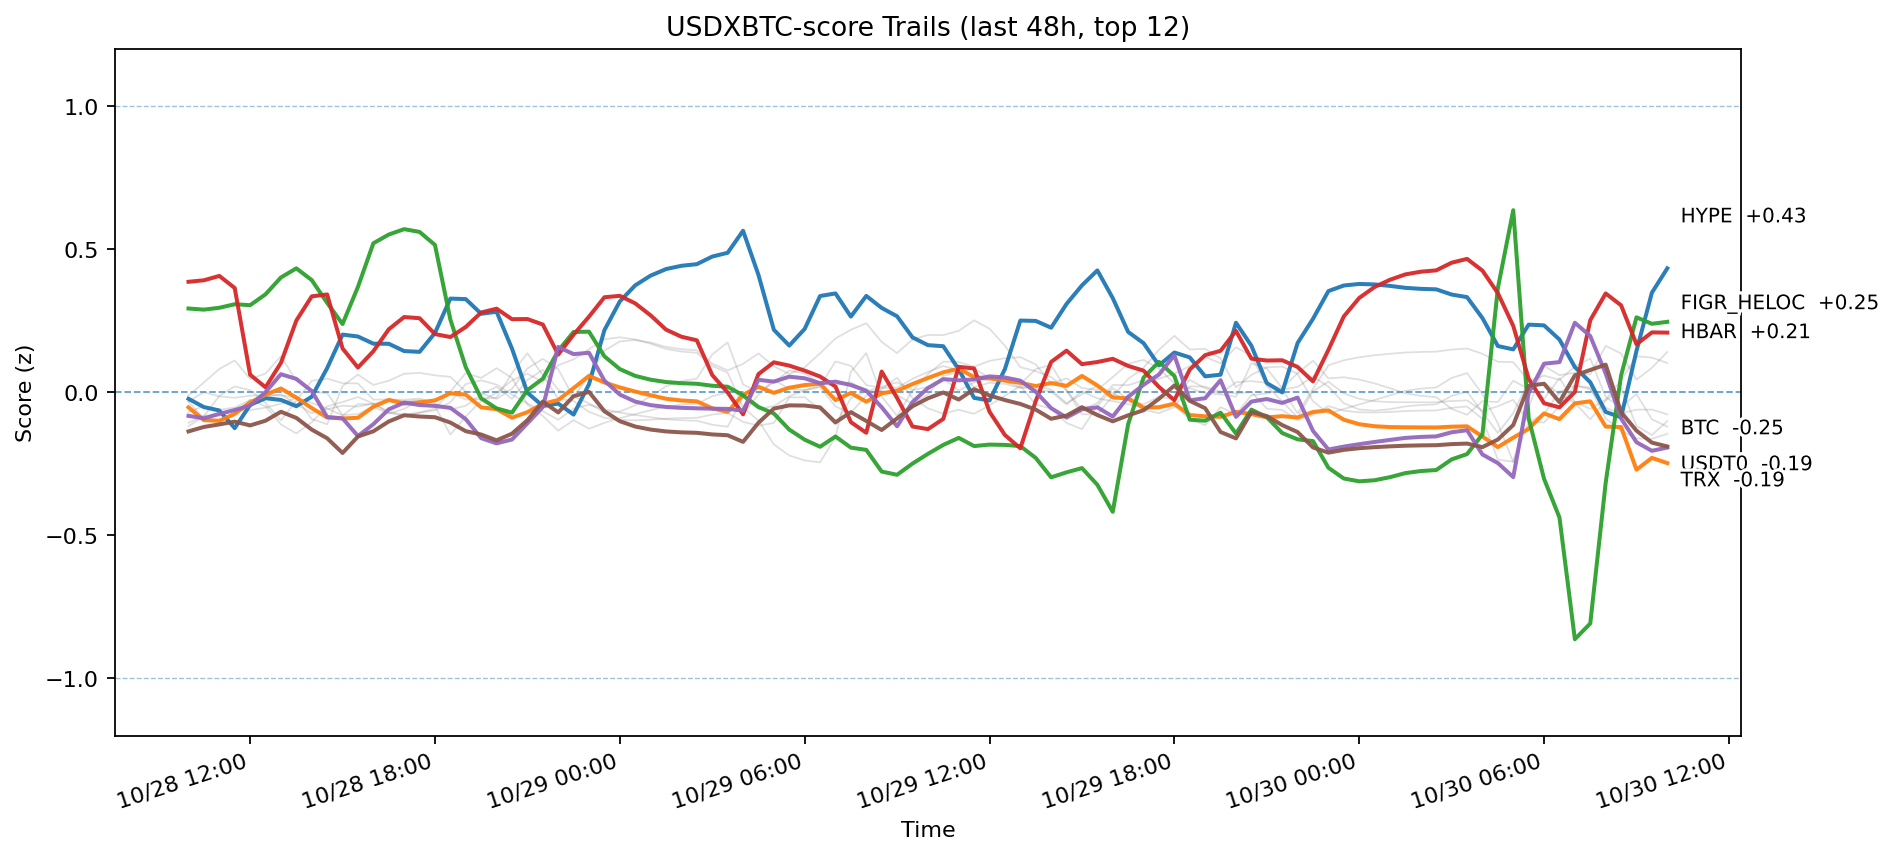 USDXBTC-score Trails (last 48h, top 12)
Score (z)
1.0
0.5
0.0
−0.5
−1.0
HYPE +0.43
FIGR_HELOC +0.25
HBAR +0.21
BTC -0.25
USDT0 -0.19
TRX -0.19
10/28 12:00
10/28 18:00
10/29 00:00
10/29 06:00
10/29 12:00
10/29 18:00
10/30 00:00
10/30 06:00
10/30 12:00
Time